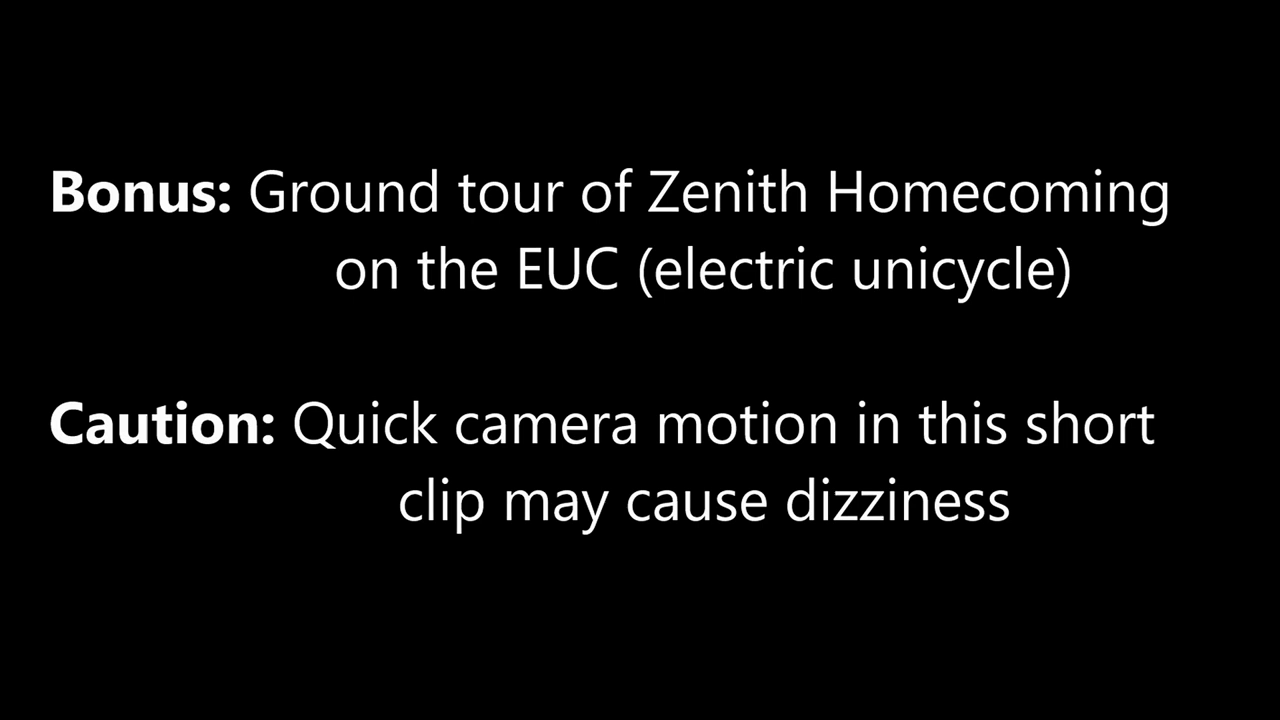 Bonus: Ground tour of Zenith Homecoming
on the EUC (electric unicycle)
Caution: Quick camera motion in this short
clip may cause dizziness